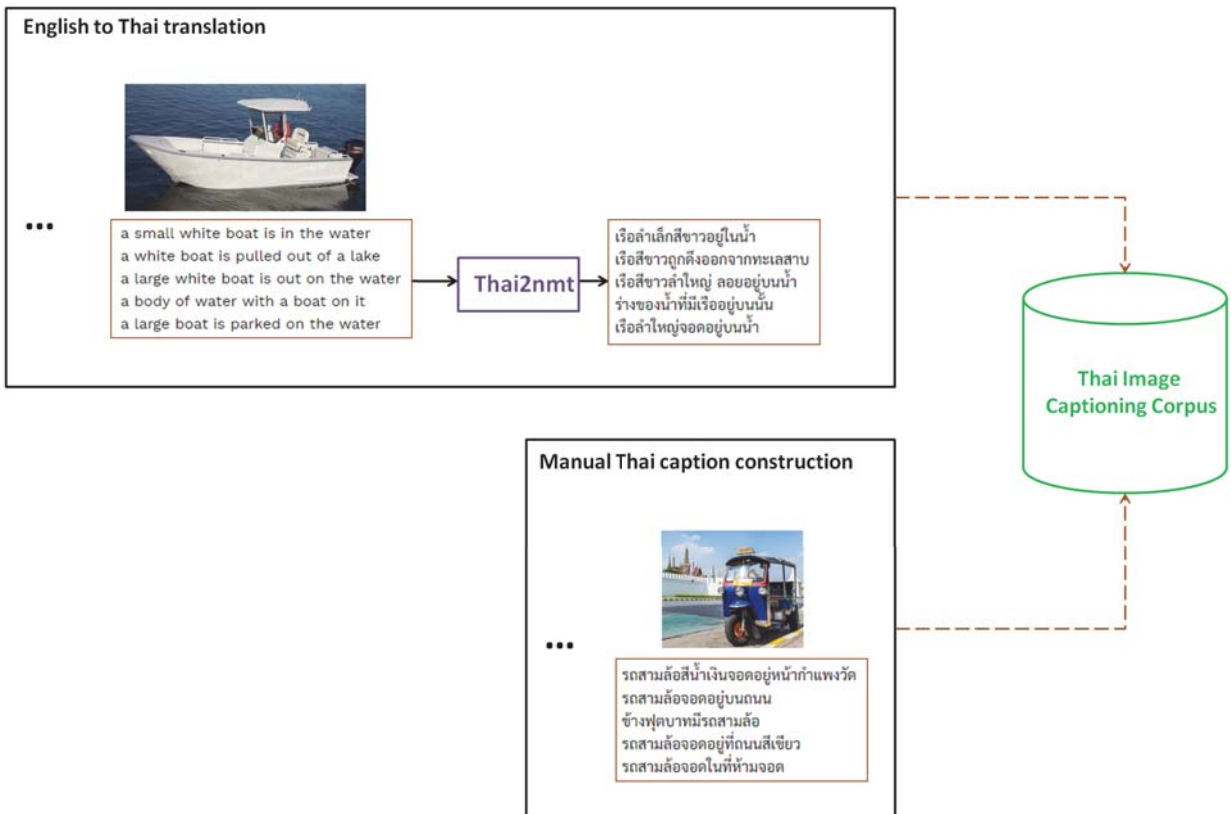 English to Thai translation
...
a small white boat is in the water
a white boat is pulled out of a lake
a large white boat is out on the water
a body of water with a boat on it
a large boat is parked on the water
Thai2nmt
เรือลำเล็กสีขาวอยู่ในน้ำ
เรือสีขาวถูกดึงออกจากทะเลสาบ
เรือสีขาวลำใหญ่ ลอยอยู่บนน้ำ
ร่างของน้ำที่มีเรืออยู่บนนั้น
เรือลำใหญ่จอดอยู่บนน้ำ
Thai Image
Captioning Corpus
Manual Thai caption construction
...
รถสามล้อสีน้ำเงินจอดอยู่หน้ากำแพงวัด
รถสามล้อจอดอยู่บนถนน
ข้างฟุตบาทมีรถสามล้อ
รถสามล้อจอดอยู่ที่ถนนสีเขียว
รถสามล้อจอดในที่ห้ามจอด